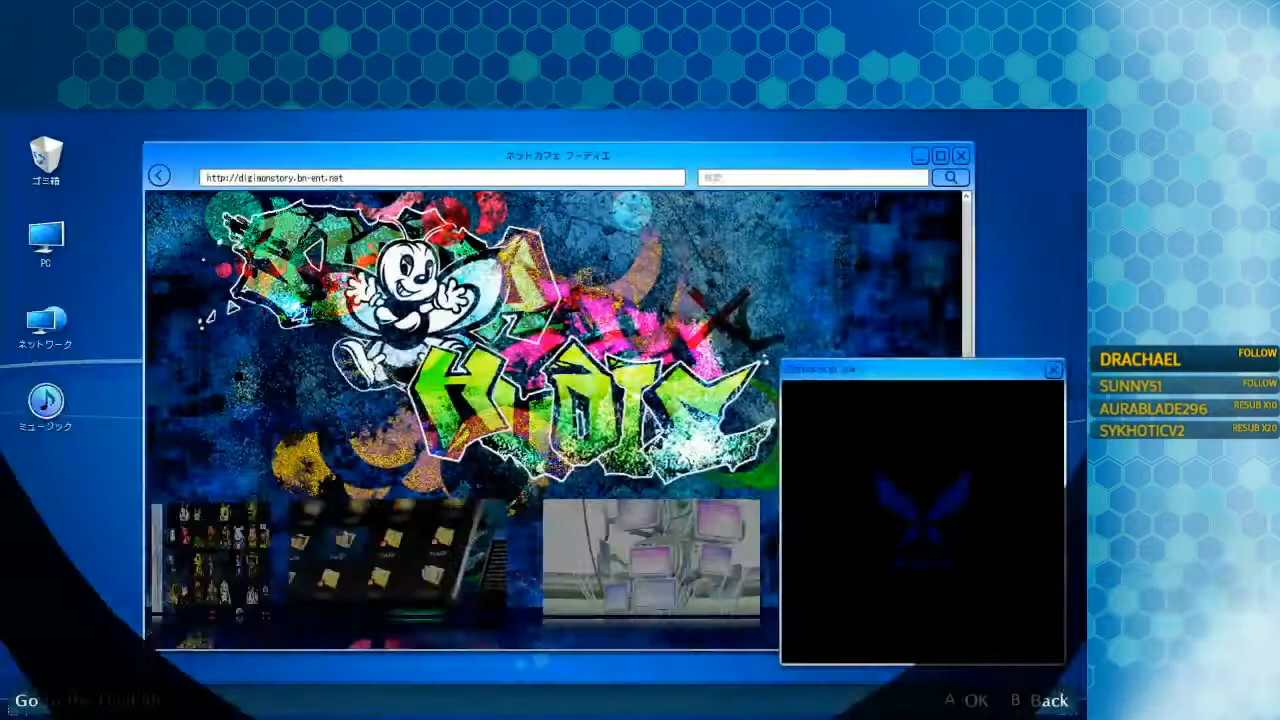 ネットカフェ フーディエ
http://digimonstory.bn-ent.net
検索
ゴミ箱
PC
ネットワーク
ミュージック
DRACHAEL FOLLOW
SUNNY51 FOLLOW
AURABLADE296 RESUB X10
SYKHOTICV2 RESUB X20
Go to the
A OK B Back